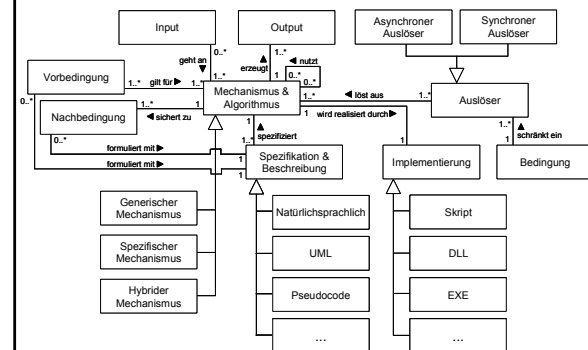 Input
Output
Asynchroner
Auslöser
Synchroner
Auslöser
0..*
1..*
geht an
erzeugt
nutzt
0..*
0..*
Vorbedingung
1..*
gilt für
1..*
1..*
1
Mechanismus &
Algorithmus
1..*
löst aus
1..*
Auslöser
0..*
Nachbedingung
1..*
sichert zu
1
1
wird realisiert durch
1..*
schränkt ein
0..*
1
spezifiziert
1..*
1
1
formuliert mit
1
formuliert mit
1
Spezifikation &
Beschreibung
Implementierung
Bedingung
Generischer
Mechanismus
Natürlichsprachlich
Skript
Spezifischer
Mechanismus
UML
DLL
Hybrider
Mechanismus
Pseudocode
EXE
...
...